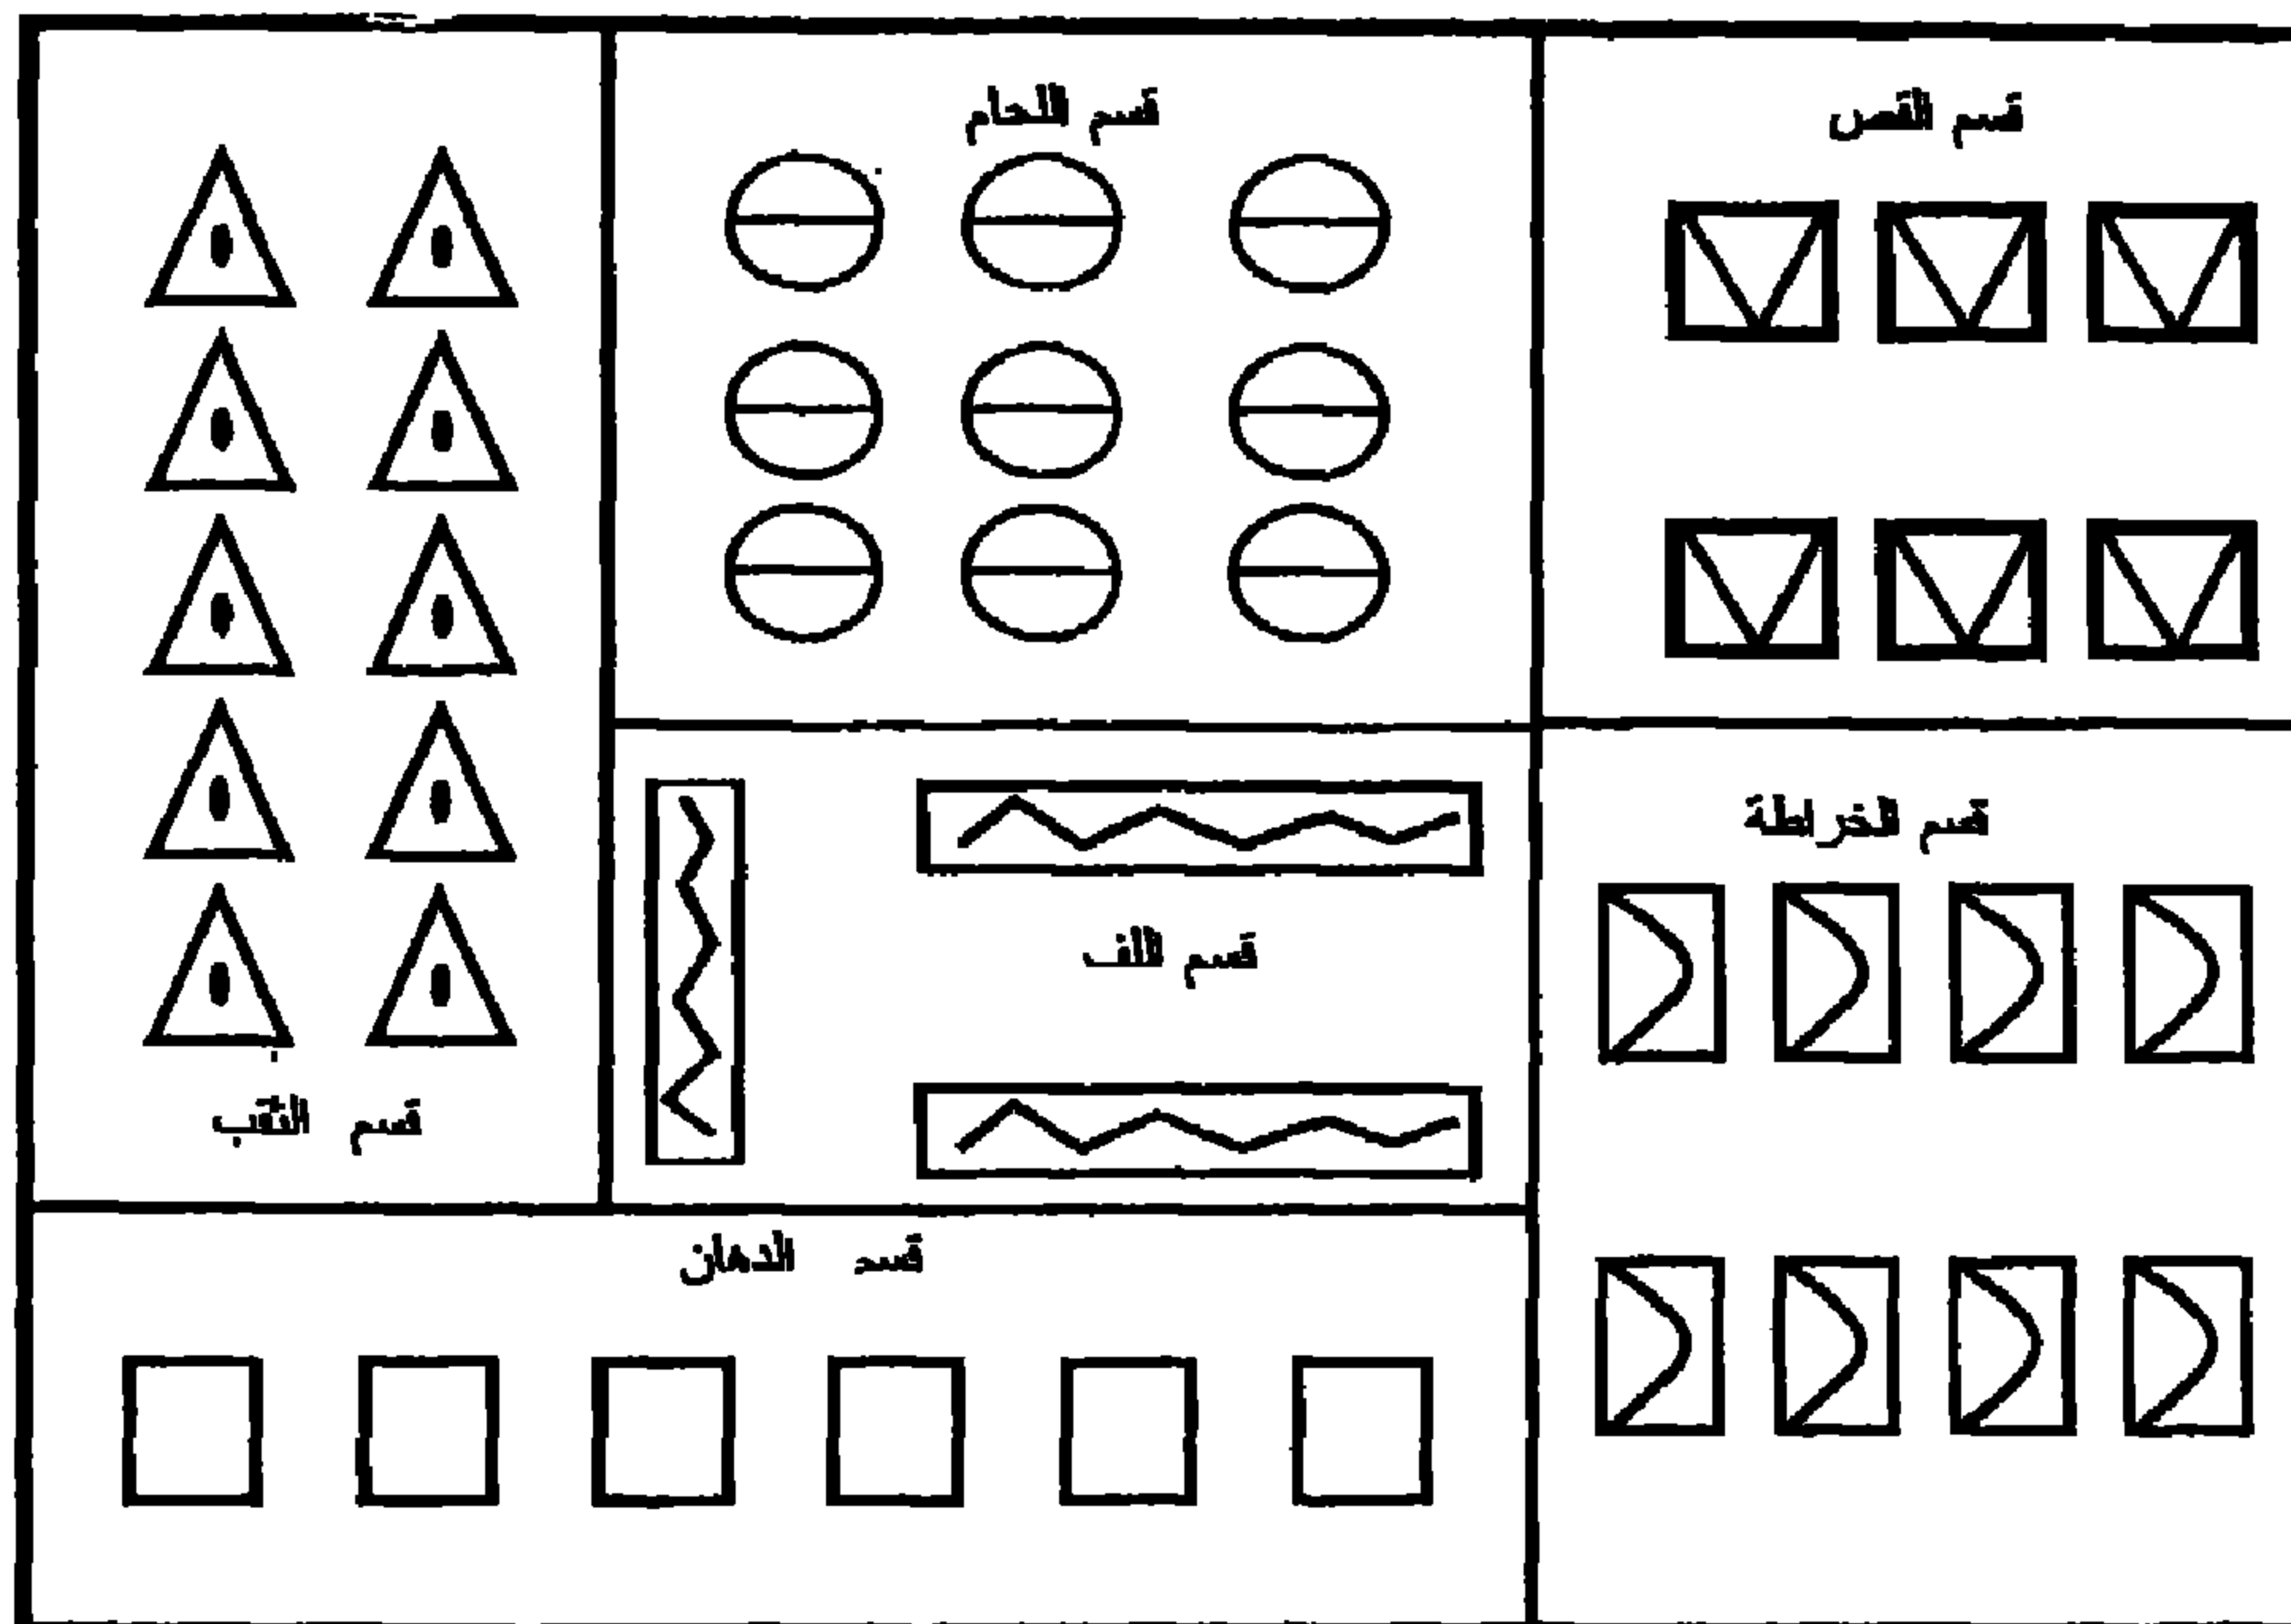 قسم القص
قسم اللحام
قسم الخراطة
قسم اللف
قسم الثقب
قسم الدهان